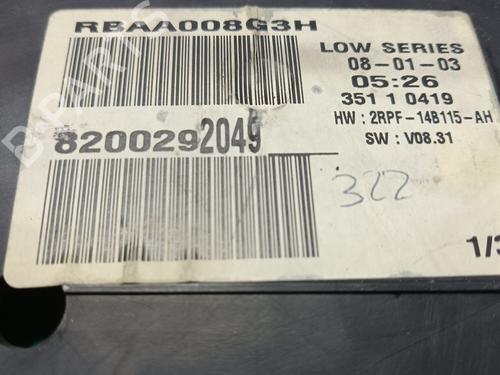 RBAA008G3H
LOW SERIES
08-01-03
05:26
351 1 0419
HW : 2RPF-14B115-AH
SW : V08.31
8200292049
322
1/3
B-PARTS